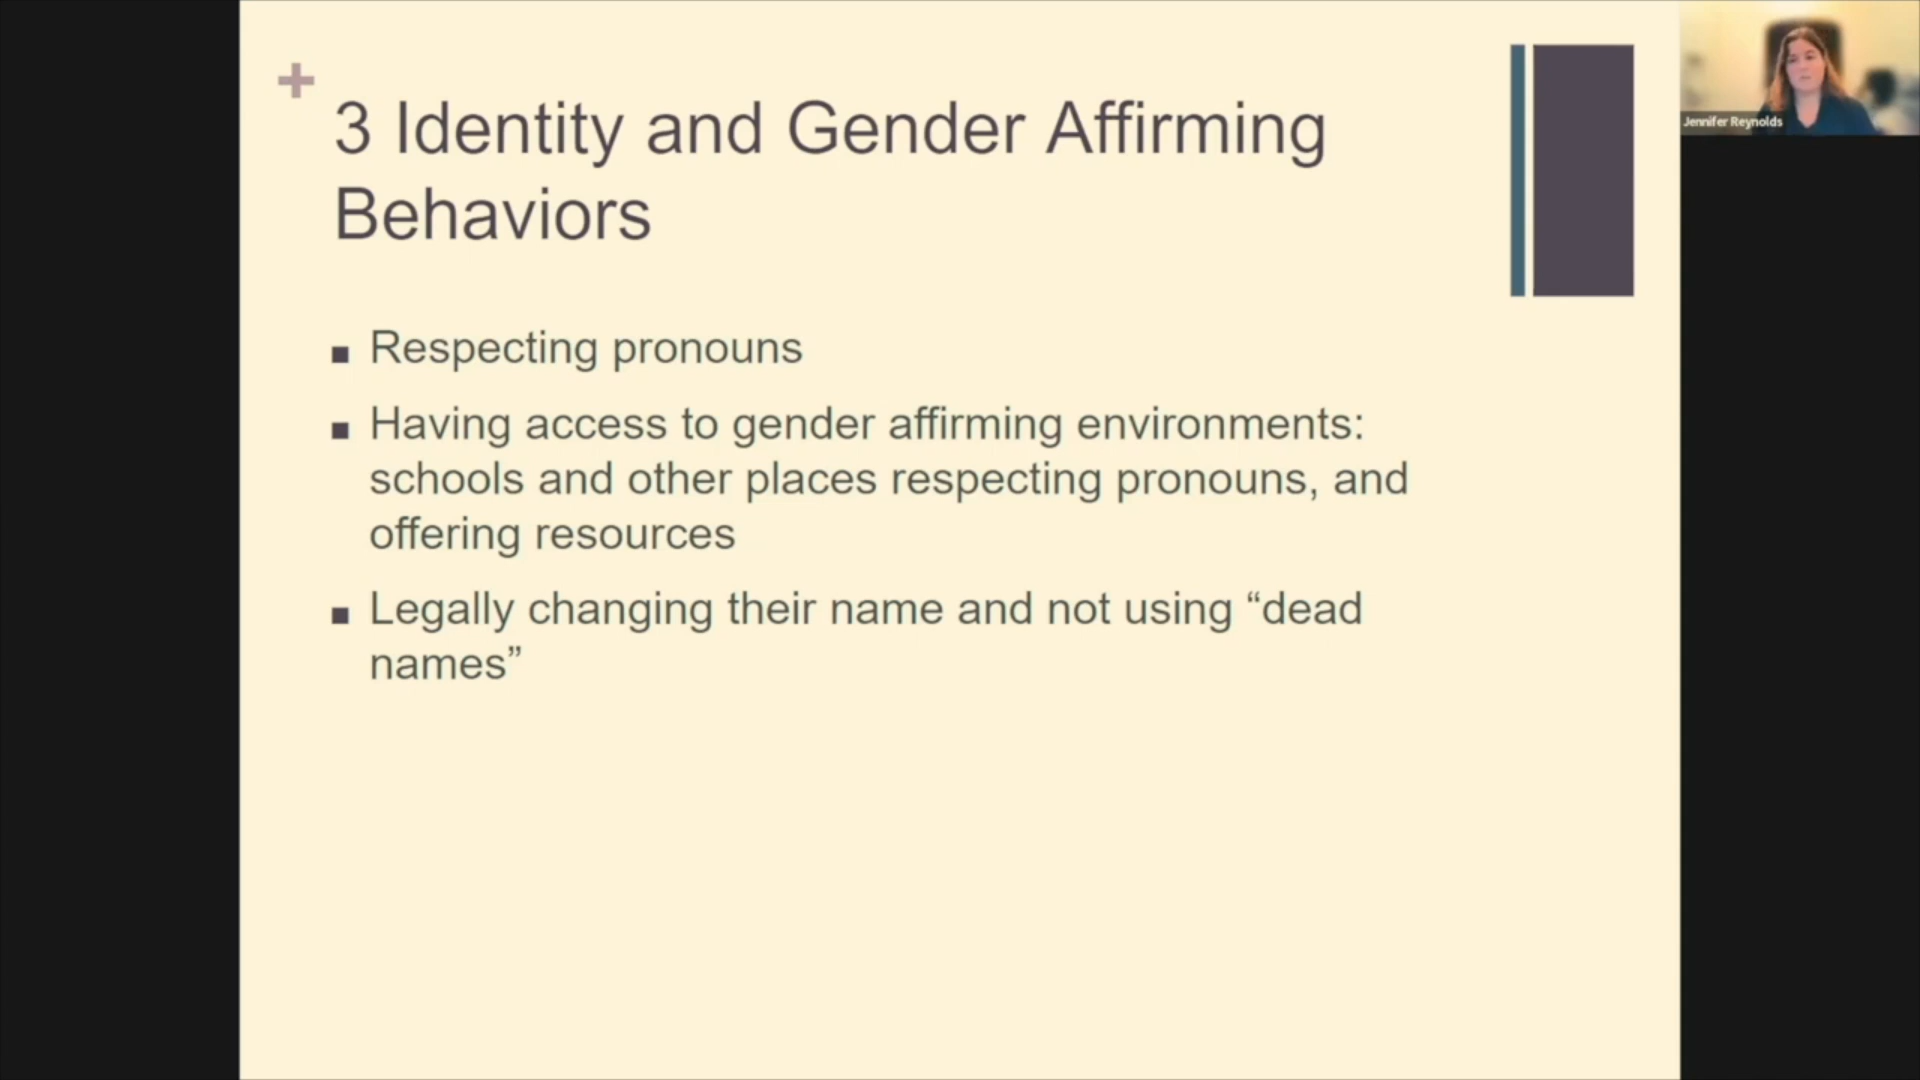 3 Identity and Gender Affirming
Behaviors
Respecting pronouns
Having access to gender affirming environments:
schools and other places respecting pronouns, and
offering resources
Legally changing their name and not using “dead
names”
Jennifer Reynolds